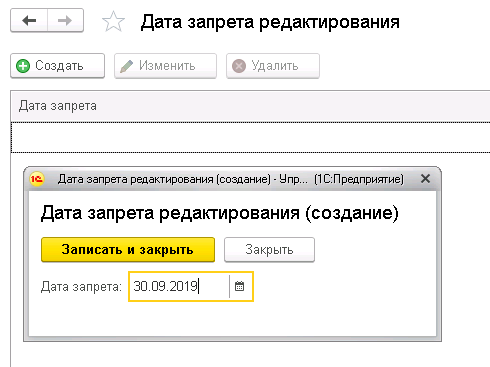 Дата запрета редактирования
Создать Изменить Удалить
Дата запрета
1С Дата запрета редактирования (создание) - Упр... (1С:Предприятие)
Дата запрета редактирования (создание)
Записать и закрыть Закрыть
Дата запрета: 30.09.2019